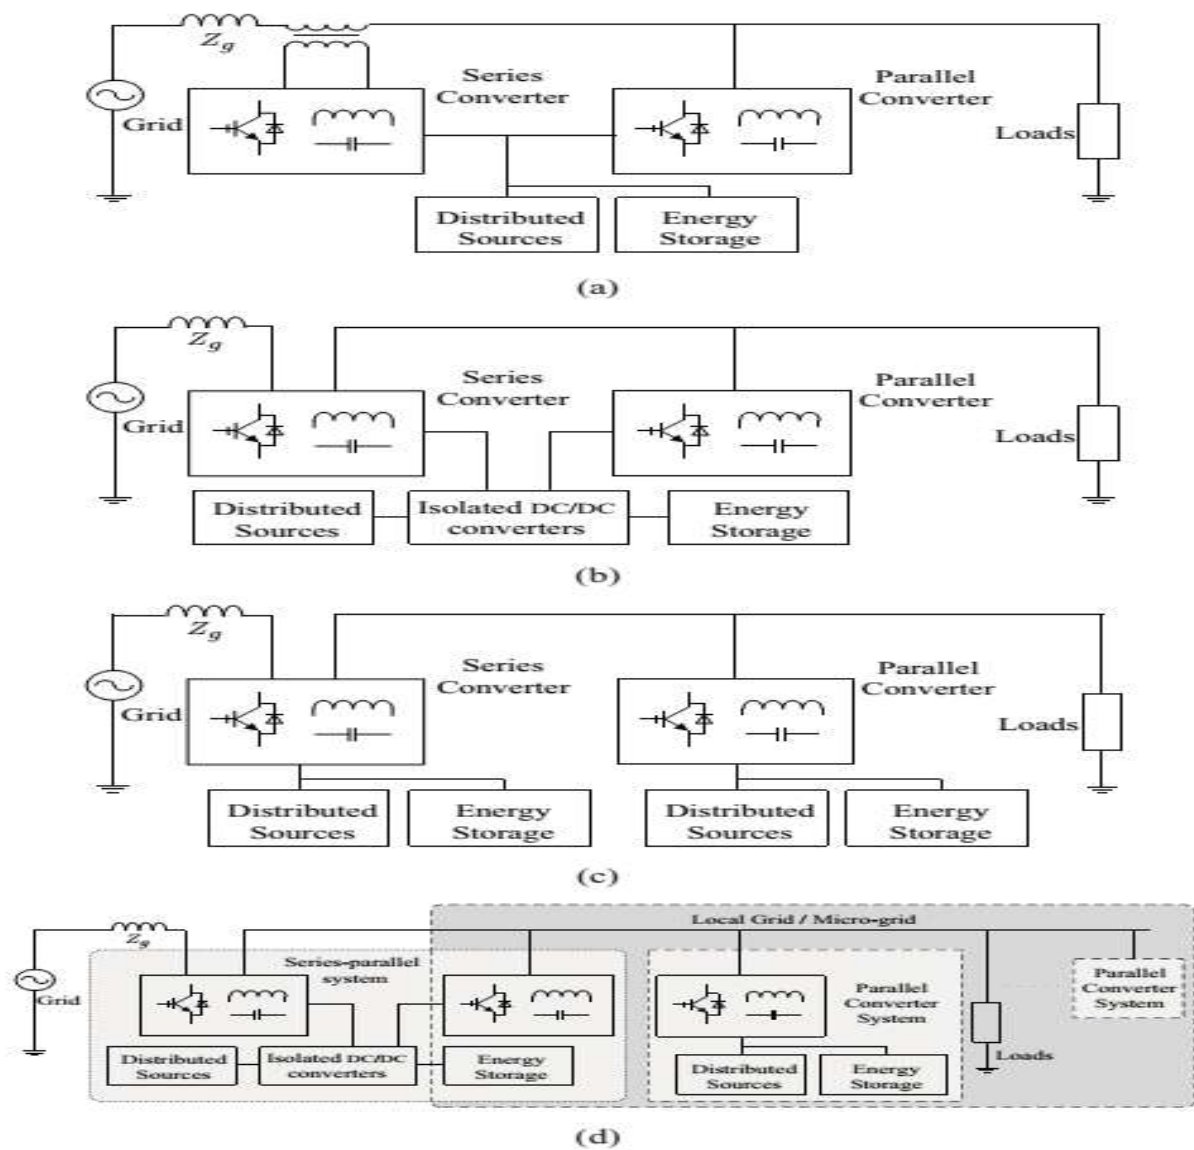 Z_g
Series
Converter
Parallel
Converter
Grid
Loads
Distributed
Sources
Energy
Storage
(a)
Z_g
Series
Converter
Parallel
Converter
Grid
Loads
Distributed
Sources
Isolated DC/DC
converters
Energy
Storage
(b)
Z_g
Series
Converter
Parallel
Converter
Grid
Loads
Distributed
Sources
Energy
Storage
Distributed
Sources
Energy
Storage
(c)
Local Grid / Micro-grid
Z_g
Series-parallel
system
Grid
Parallel
Converter
System
Parallel
Converter
System
Distributed
Sources
Isolated DC/DC
converters
Energy
Storage
Distributed
Sources
Energy
Storage
Loads
(d)